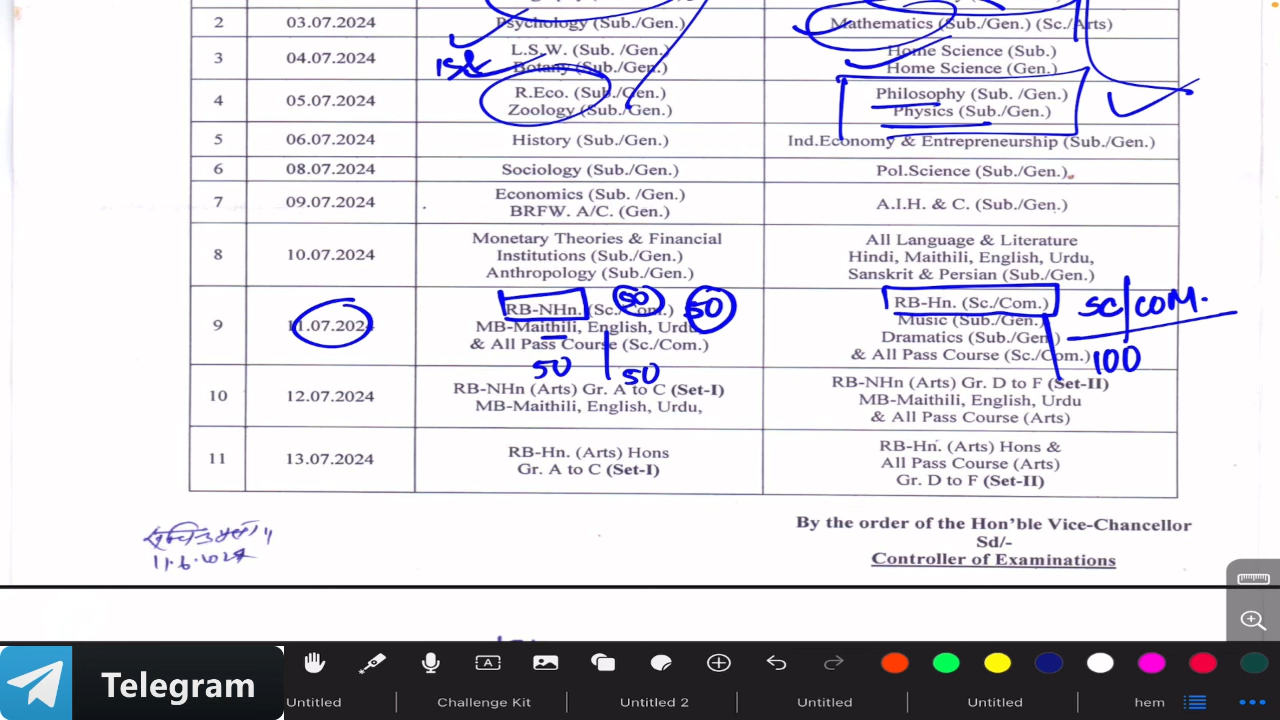 2 03.07.2024 Psychology (Sub./Gen.) Mathematics (Sub./Gen.) (Sc./Arts)
3 04.07.2024 L.S.W. (Sub. /Gen.) Home Science (Sub.)
Botany (Sub./Gen.) Home Science (Gen.)
4 05.07.2024 R.Eco. (Sub./Gen.) Philosophy (Sub. /Gen.)
Zoology (Sub./Gen.) Physics (Sub./Gen.)
5 06.07.2024 History (Sub./Gen.) Ind.Economy & Entrepreneurship (Sub./Gen.)
6 08.07.2024 Sociology (Sub./Gen.) Pol.Science (Sub./Gen.)
7 09.07.2024 Economics (Sub. /Gen.) A.I.H. & C. (Sub./Gen.)
BRFW. A/C. (Gen.)
8 10.07.2024 Monetary Theories & Financial All Language & Literature
Institutions (Sub./Gen.) Hindi, Maithili, English, Urdu,
Anthropology (Sub./Gen.) Sanskrit & Persian (Sub./Gen.)
9 11.07.2024 RB-NHn. (Sc./Com.) 50 50 RB-Hn. (Sc./Com.) SC/COM.
MB-Maithili, English, Urdu Music (Sub./Gen.)
& All Pass Course (Sc./Com.) Dramatics (Sub./Gen.)
50 50 & All Pass Course (Sc./Com.) 100
10 12.07.2024 RB-NHn (Arts) Gr. A to C (Set-I) RB-NHn (Arts) Gr. D to F (Set-II)
MB-Maithili, English, Urdu, MB-Maithili, English, Urdu
& All Pass Course (Arts)
11 13.07.2024 RB-Hn. (Arts) Hons RB-Hn. (Arts) Hons &
Gr. A to C (Set-I) All Pass Course (Arts)
Gr. D to F (Set-II)
By the order of the Hon'ble Vice-Chancellor
Sd/-
Controller of Examinations
11.6.2024
Telegram
Untitled Challenge Kit Untitled 2 Untitled Untitled hem